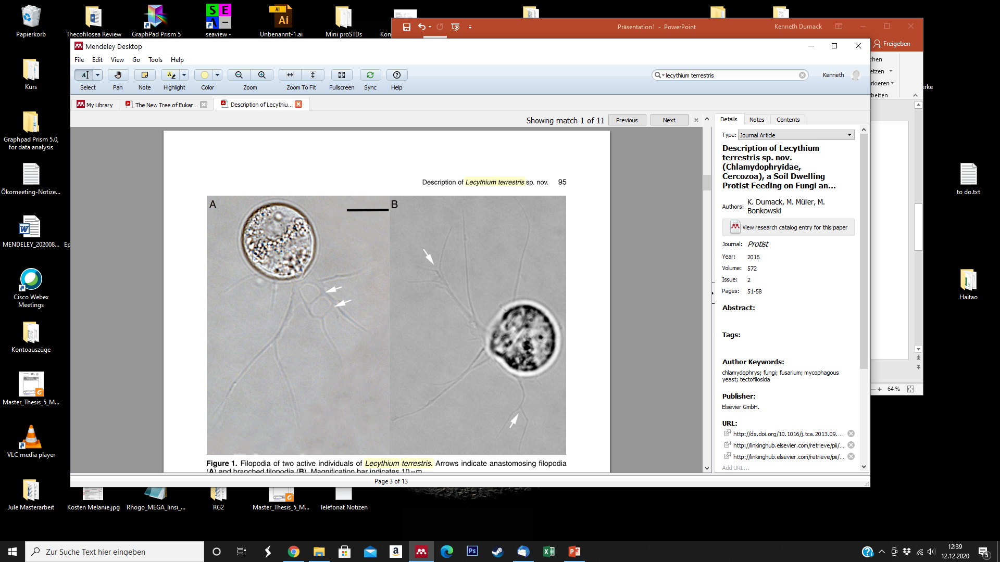 Papierkorb
Thecofilosea Review
GraphPad Prism 5
S E
A –
seaview -
AI
Ai
Unbenannt-1.ai
Mini proSTDs
Kon
Präsentation1 - PowerPoint
Kenneth Dumack
Freigeben
chen
etzen
rkieren
beiten
erke
64 %
Kurs
Graphpad Prism 5.0,
for data analysis
Ökomeeting-Notize...
MENDELEY_202008...
Ep
Cisco Webex
Meetings
Kontoauszüge
Master_Thesis_5_M...
VLC media player
Jule Masterarbeit
Kosten Melanie.jpg
Rhogo_MEGA_linsi_...
RG2
Master_Thesis_5_M...
Telefonat Notizen
to do.txt
Haitao
Mendeley Desktop
File Edit View Go Tools Help
Select Pan Note Highlight Color Zoom Zoom To Fit Fullscreen Sync Help
lecythium terrestris
Kenneth
My Library
The New Tree of Eukar...
Description of Lecythiu...
Showing match 1 of 11 Previous Next
Description of Lecythium terrestris sp. nov. 95
A
B
Figure 1. Filopodia of two active individuals of Lecythium terrestris. Arrows indicate anastomosing filopodia
(A) and branched filopodia (B). Magnification bar indicates 10 μm
Page 3 of 13
Details Notes Contents
Type: Journal Article
Description of Lecythium
terrestris sp. nov.
(Chlamydophryidae,
Cercozoa), a Soil Dwelling
Protist Feeding on Fungi an...
Authors: K. Dumack, M. Müller, M.
Bonkowski
View research catalog entry for this paper
Journal: Protist
Year: 2016
Volume: 572
Issue: 2
Pages: 51-58
Abstract:
Tags:
Author Keywords:
chlamydophrys; fungi; fusarium; mycophagous
yeast; tectofilosida
Publisher:
Elsevier GmbH.
URL:
http://dx.doi.org/10.1016/j.tca.2013.09....
http://linkinghub.elsevier.com/retrieve/pii/...
http://linkinghub.elsevier.com/retrieve/pii/...
Add URL...
Zur Suche Text hier eingeben
Ps
12:39
12.12.2020
5